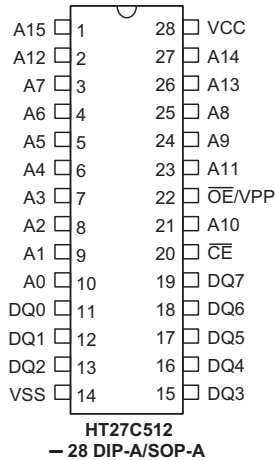 A15 1 28 VCC
A12 2 27 A14
A7 3 26 A13
A6 4 25 A8
A5 5 24 A9
A4 6 23 A11
A3 7 22 O̅E̅/VPP
A2 8 21 A10
A1 9 20 C̅E̅
A0 10 19 DQ7
DQ0 11 18 DQ6
DQ1 12 17 DQ5
DQ2 13 16 DQ4
VSS 14 15 DQ3
HT27C512
– 28 DIP-A/SOP-A